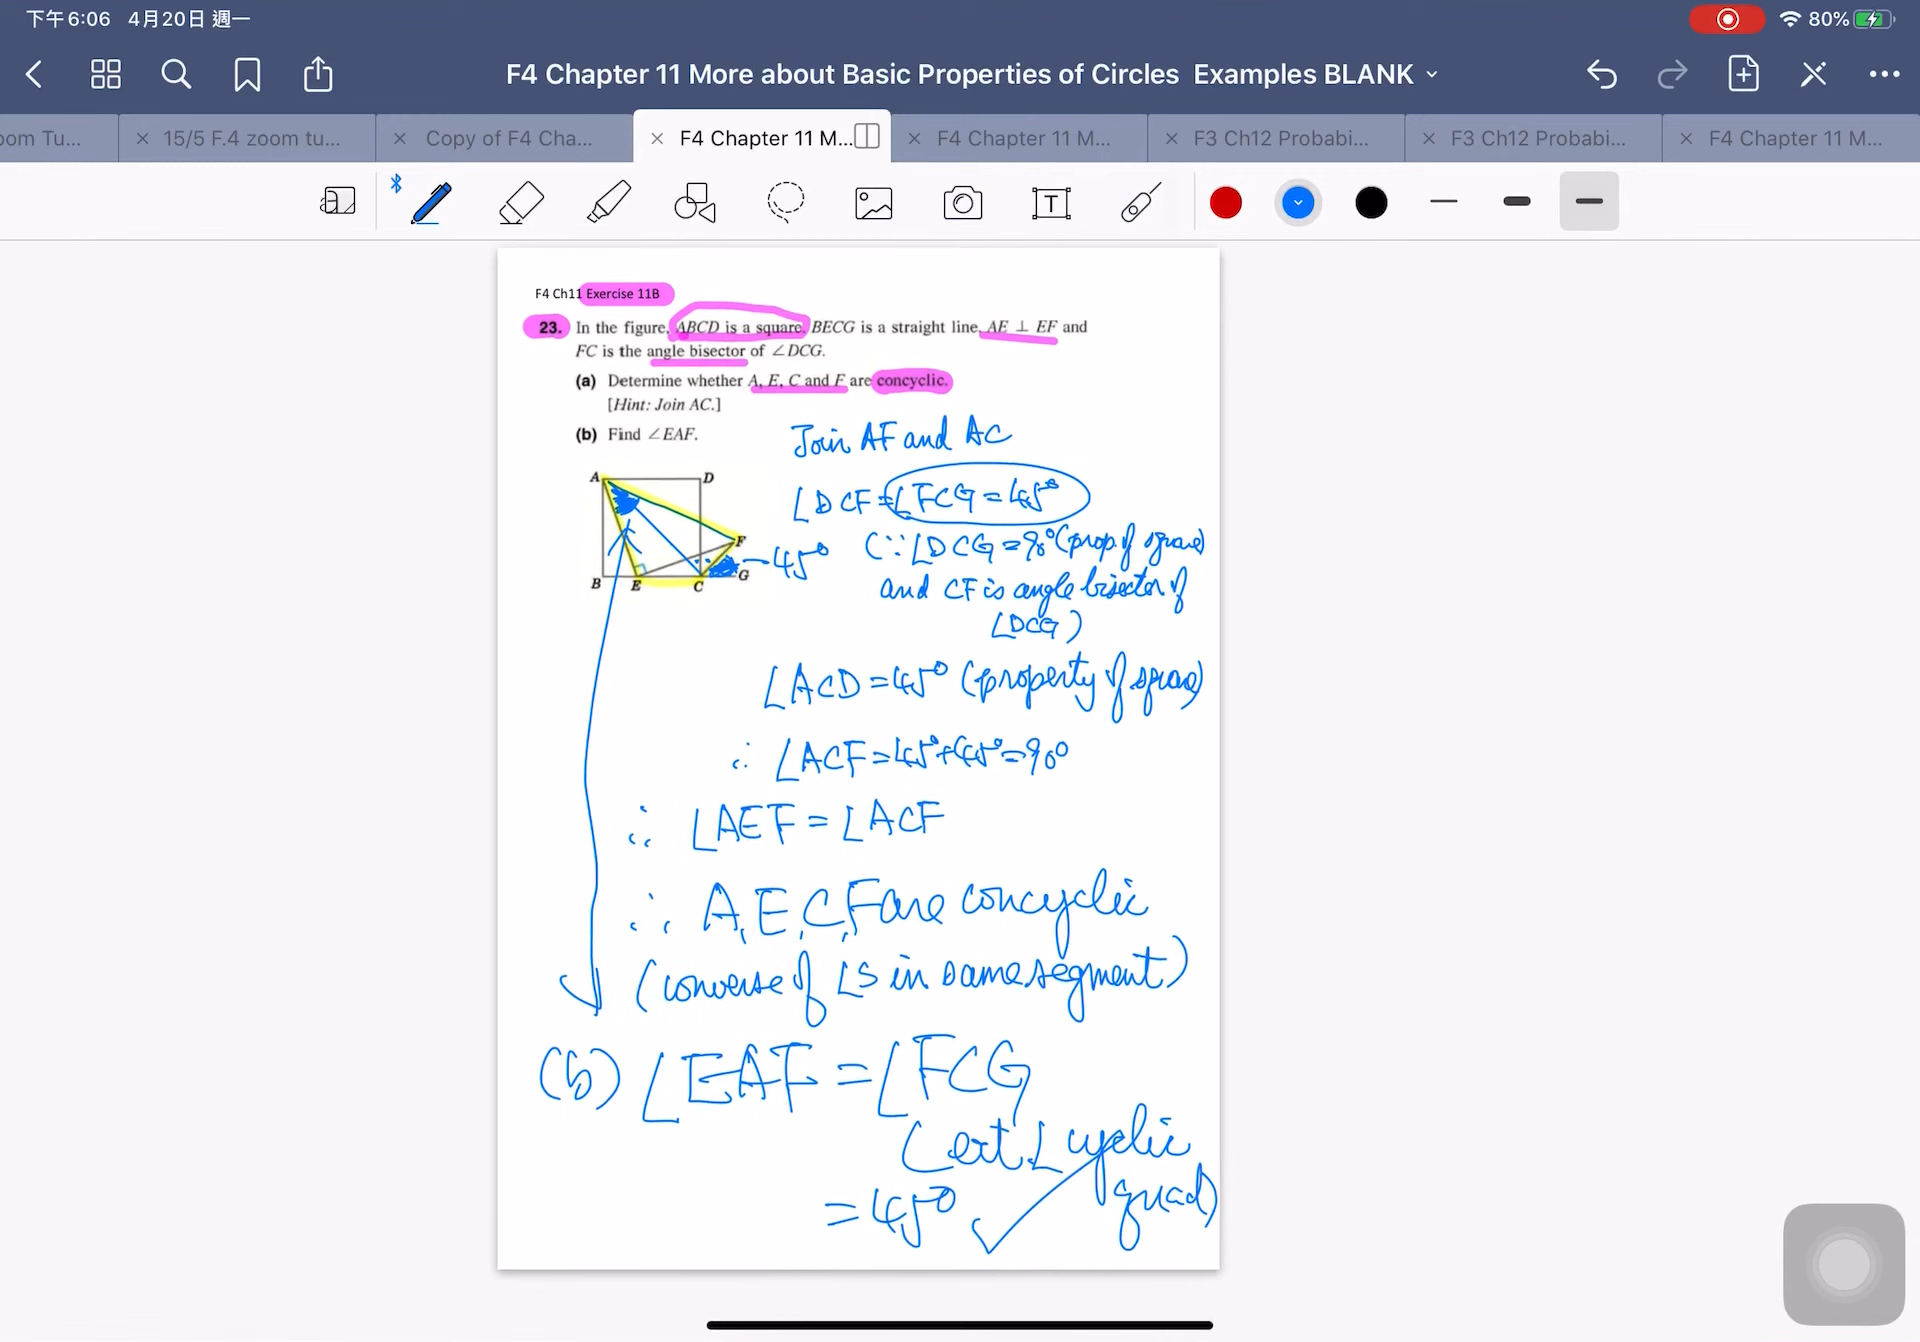 下午6:06 4月20日 週一
80%
F4 Chapter 11 More about Basic Properties of Circles Examples BLANK
oom Tu...
15/5 F.4 zoom tu...
Copy of F4 Cha...
F4 Chapter 11 M...
F4 Chapter 11 M...
F3 Ch12 Probabi...
F3 Ch12 Probabi...
F4 Chapter 11 M...
F4 Ch11 Exercise 11B
23. In the figure, ABCD is a square, BECG is a straight line, AE ⊥ EF and
FC is the angle bisector of ∠DCG.
(a) Determine whether A, E, C and F are concyclic.
[Hint: Join AC.]
(b) Find ∠EAF.
Join AF and AC
A D F B E C G
45°
∠DCF = ∠FCG = 45°
(∵ ∠DCG = 90° (prop. of square)
and CF is angle bisector of
∠DCG)
∠ACD = 45° (property of square)
∴ ∠ACF = 45° + 45° = 90°
∴ ∠AEF = ∠ACF
∴ A, E, C, F are concyclic
(converse of ∠s in same segment)
(b) ∠EAF = ∠FCG
(ext. ∠ cyclic
quad)
= 45° ✓